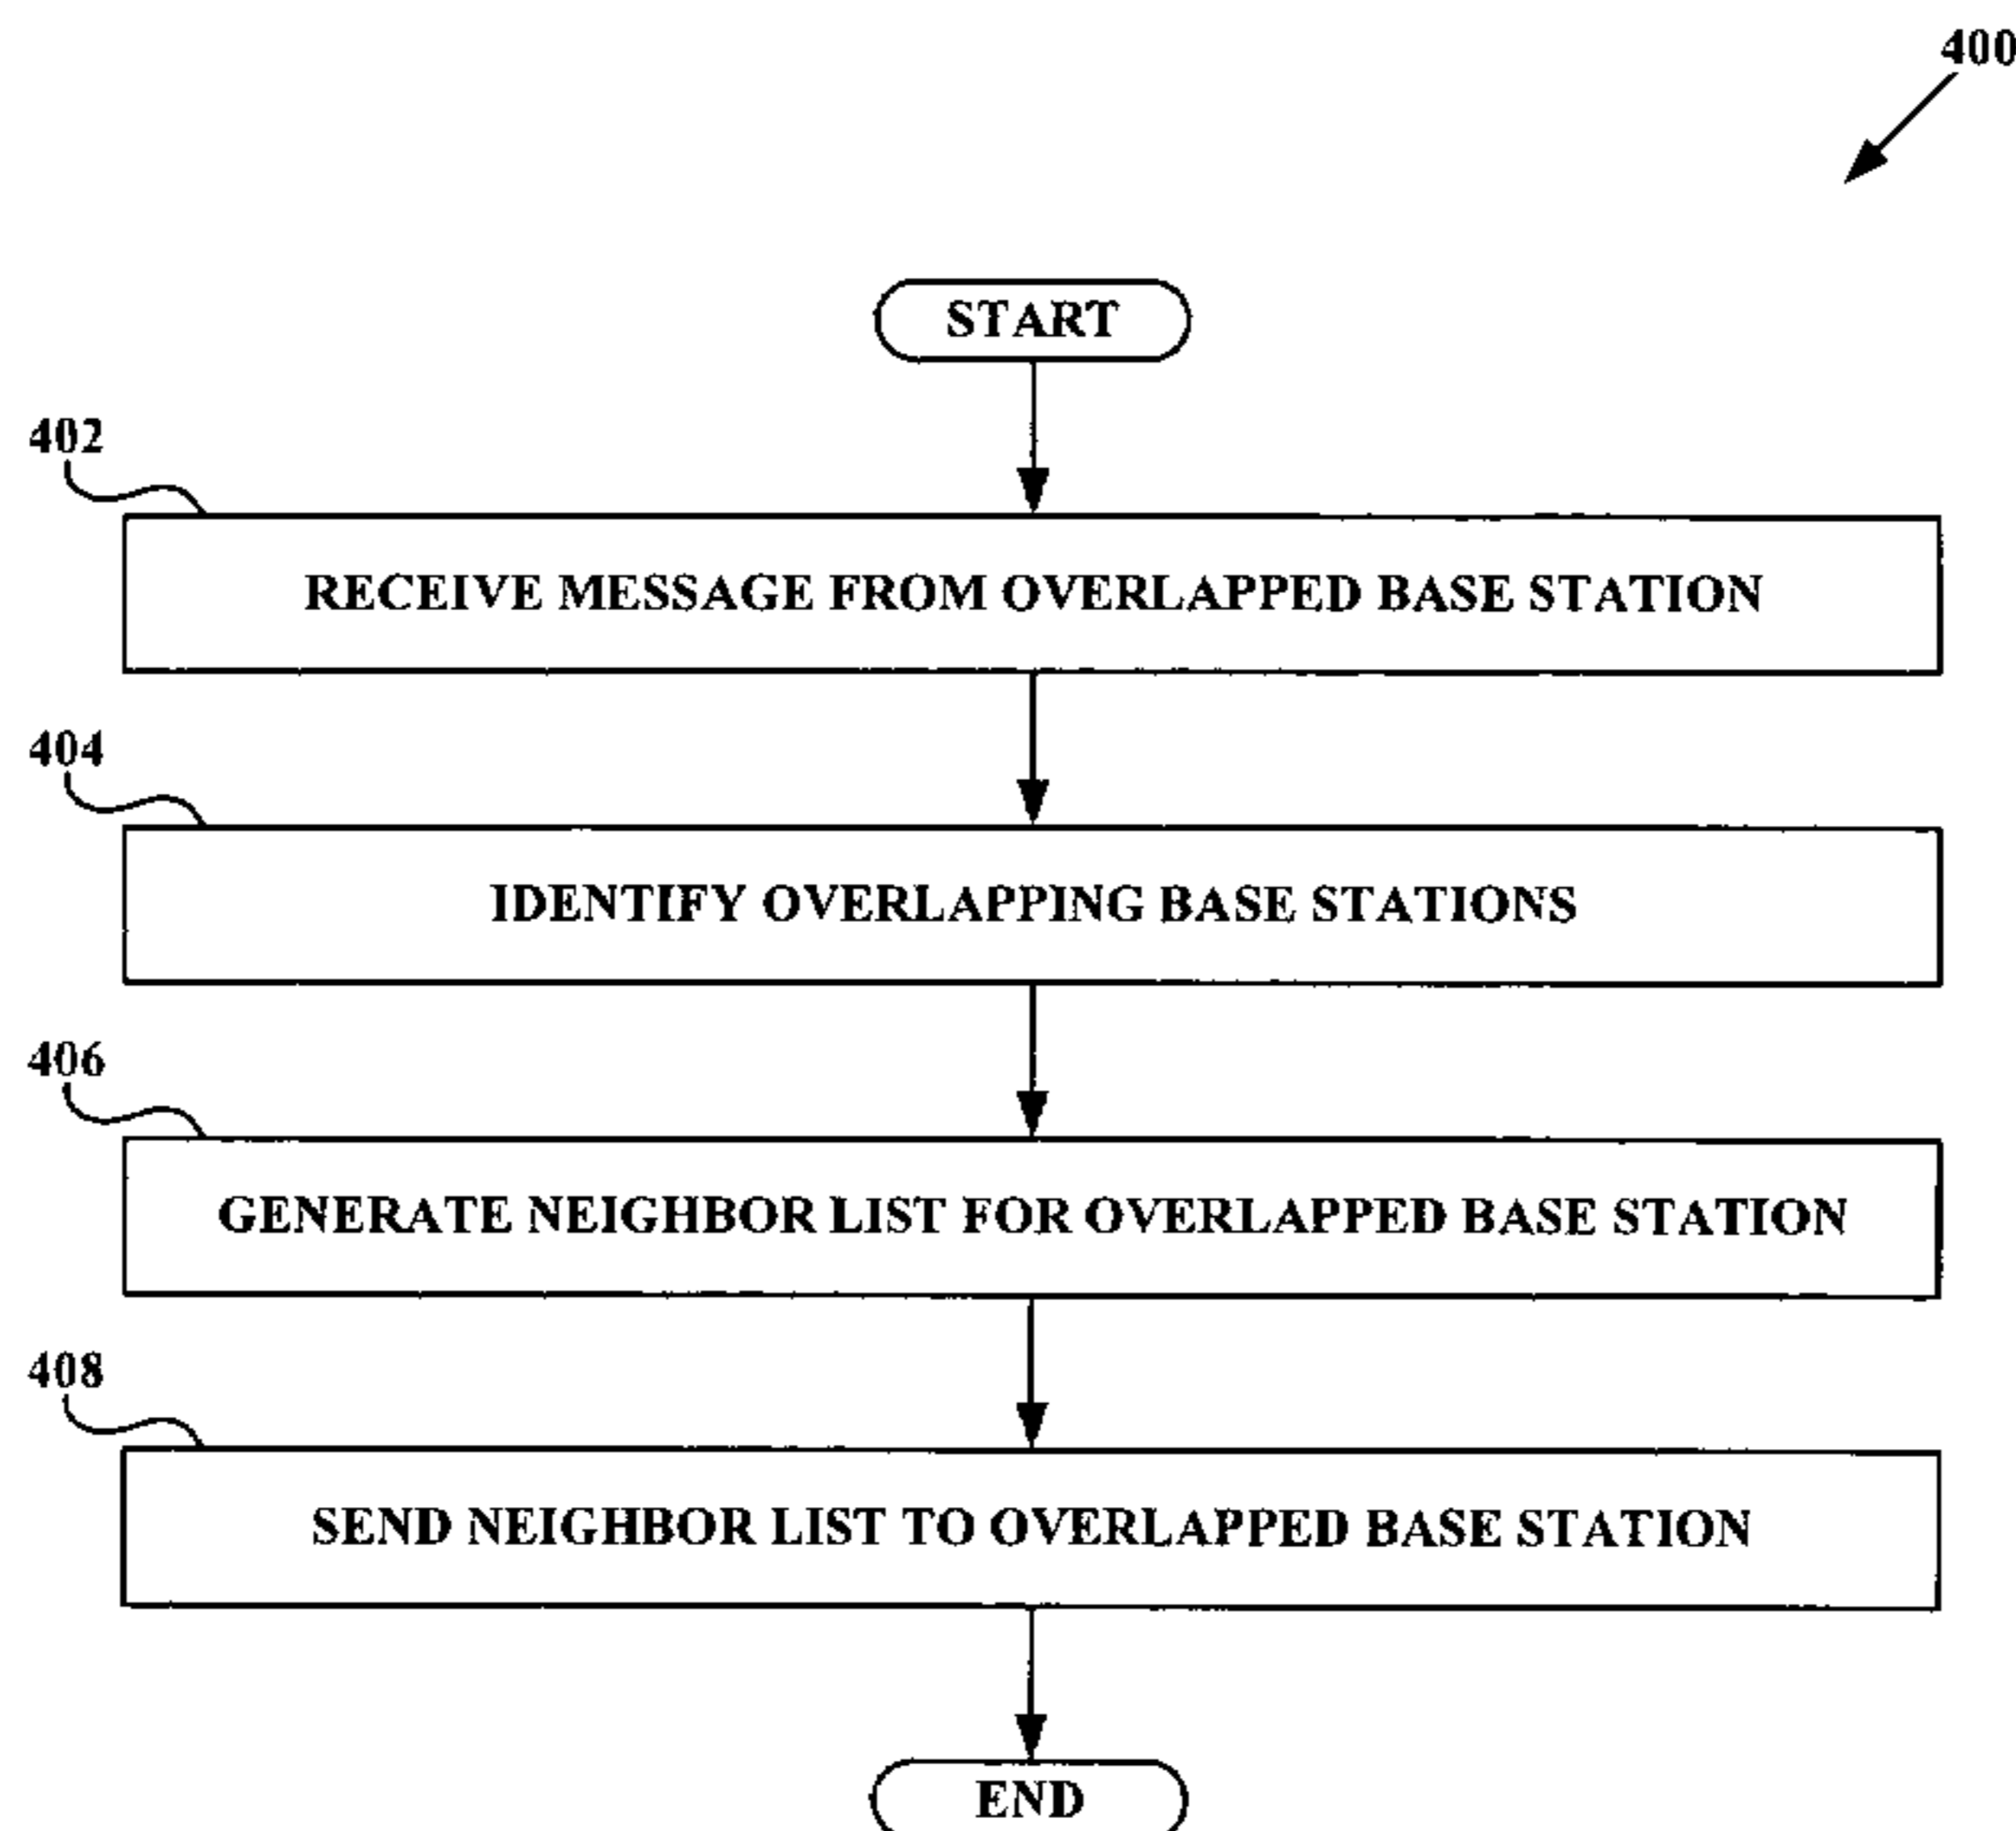 400
START
402
RECEIVE MESSAGE FROM OVERLAPPED BASE STATION
404
IDENTIFY OVERLAPPING BASE STATIONS
406
GENERATE NEIGHBOR LIST FOR OVERLAPPED BASE STATION
408
SEND NEIGHBOR LIST TO OVERLAPPED BASE STATION
END